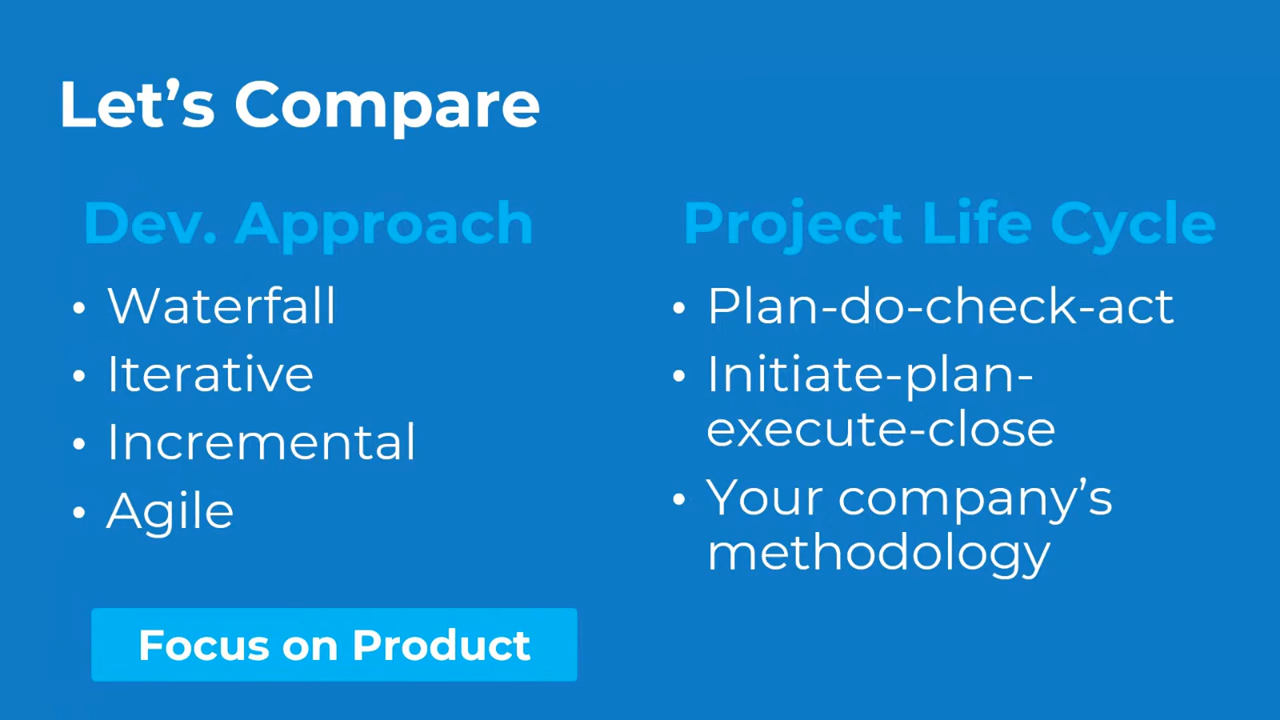 Let’s Compare
Dev. Approach
• Waterfall
• Iterative
• Incremental
• Agile
Focus on Product
Project Life Cycle
• Plan-do-check-act
• Initiate-plan-
execute-close
• Your company’s
methodology